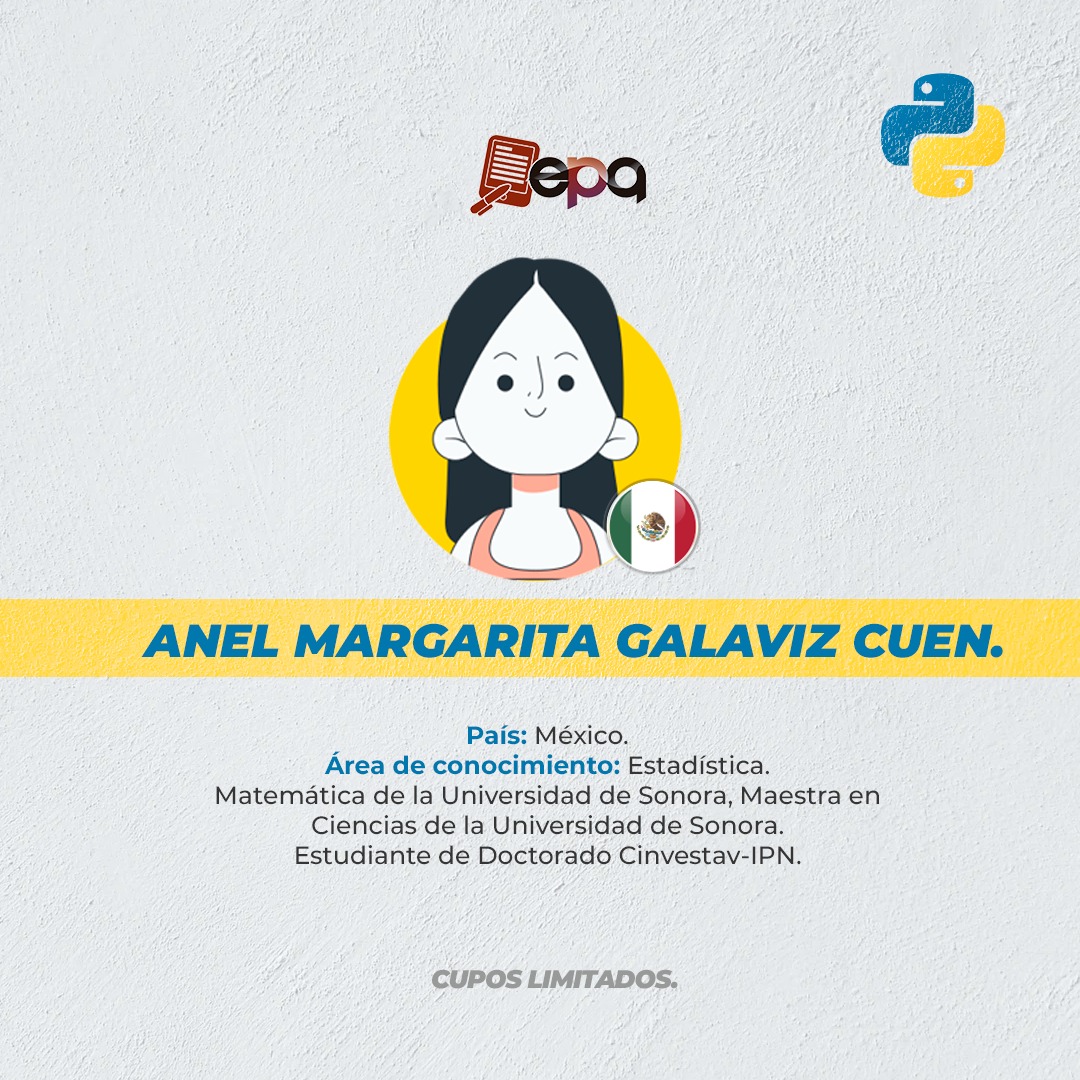 epq
ANEL MARGARITA GALAVIZ CUEN.
País: México.
Área de conocimiento: Estadística.
Matemática de la Universidad de Sonora, Maestra en
Ciencias de la Universidad de Sonora.
Estudiante de Doctorado Cinvestav-IPN.
CUPOS LIMITADOS.